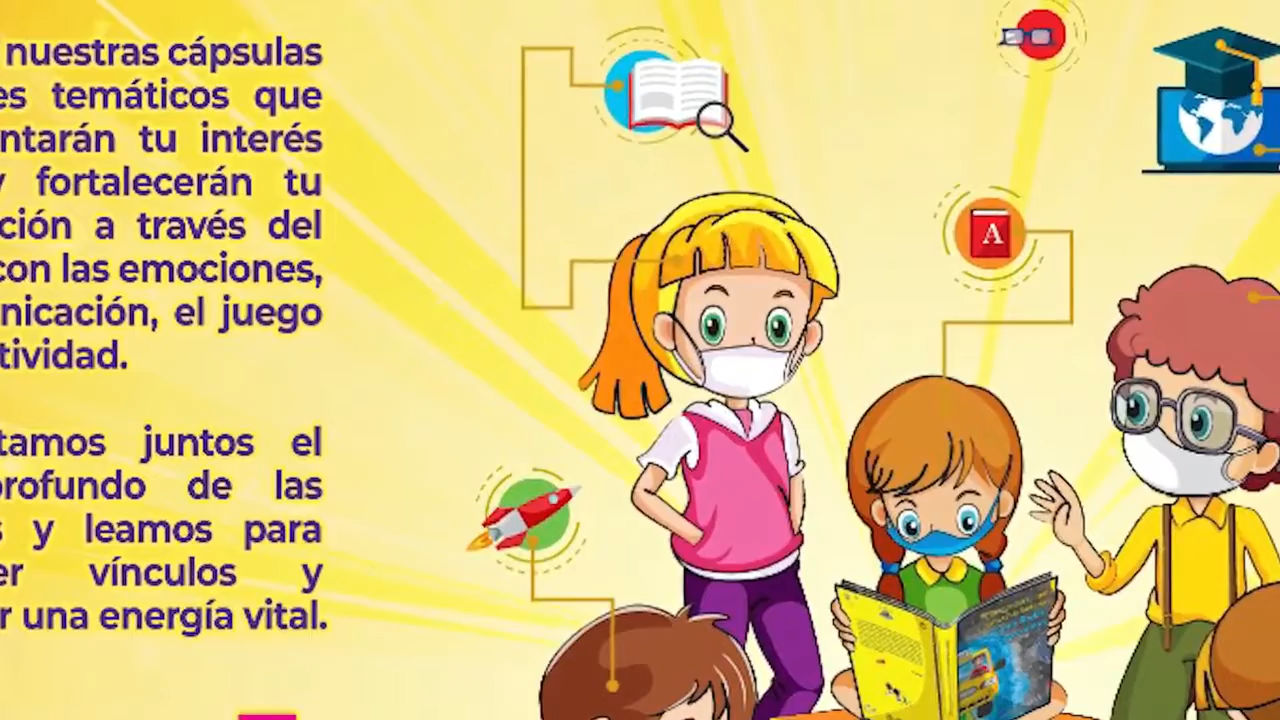 nuestras cápsulas
es temáticos que
ntarán tu interés
y fortalecerán tu
ción a través del
con las emociones,
nicación, el juego
tividad.
tamos juntos el
profundo de las
s y leamos para
er vínculos y
r una energía vital.
A